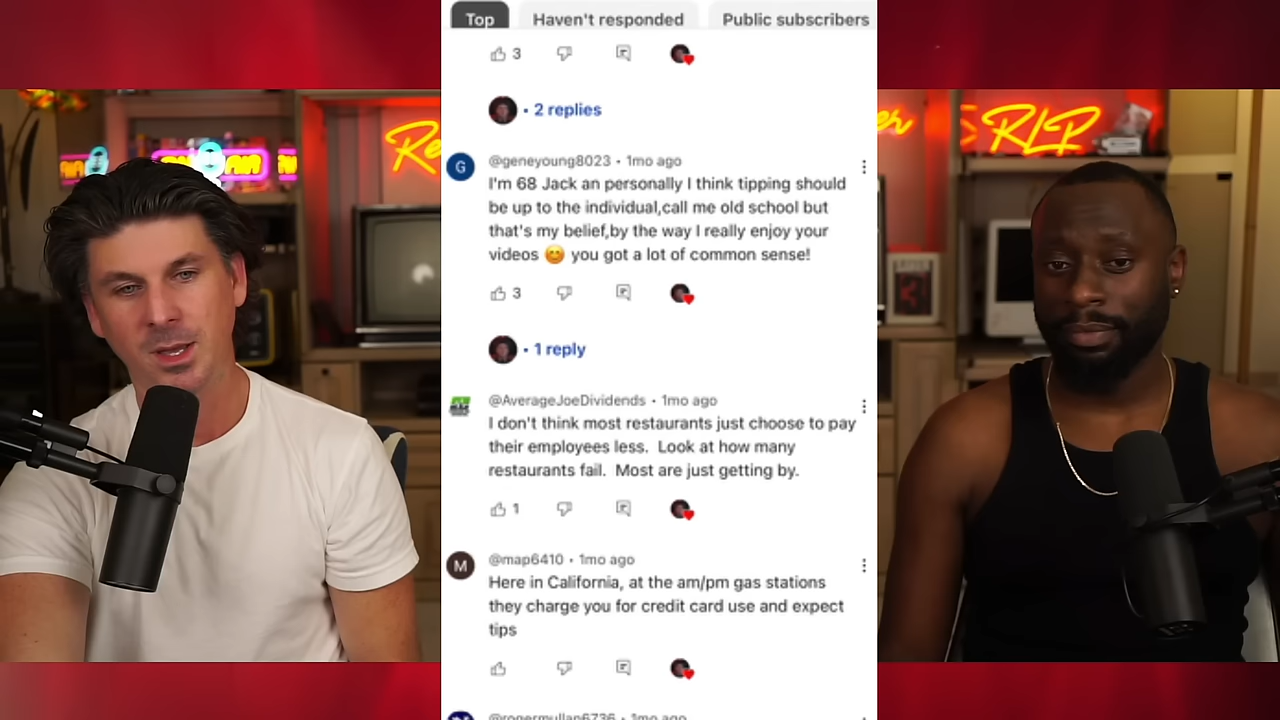 Top
Haven't responded
Public subscribers
3
• 2 replies
@geneyoung8023 • 1mo ago
I'm 68 Jack an personally I think tipping should
be up to the individual,call me old school but
that's my belief,by the way I really enjoy your
videos 😊 you got a lot of common sense!
3
• 1 reply
@AverageJoeDividends • 1mo ago
I don't think most restaurants just choose to pay
their employees less. Look at how many
restaurants fail. Most are just getting by.
1
@map6410 • 1mo ago
Here in California, at the am/pm gas stations
they charge you for credit card use and expect
tips
@rogermullan6736 • 1mo ago
G
M
Re
RLP